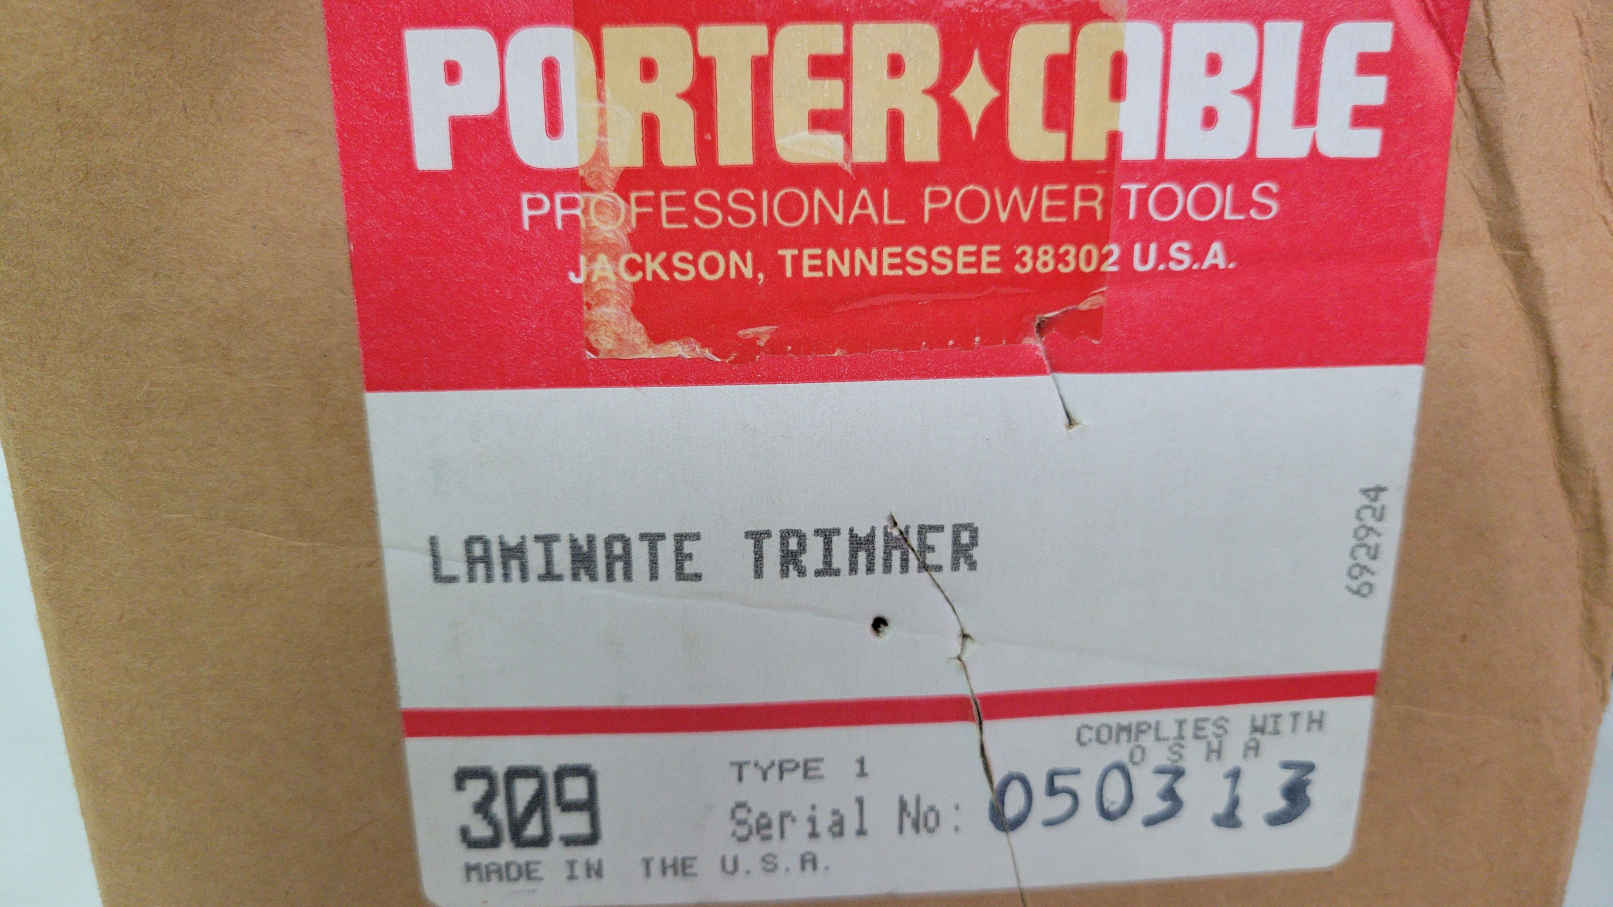 PORTER CABLE
PROFESSIONAL POWER TOOLS
JACKSON, TENNESSEE 38302 U.S.A.
LAMINATE TRIMMER
692924
COMPLIES WITH
OSHA
309
TYPE 1
Serial No: 050313
MADE IN THE U.S.A.